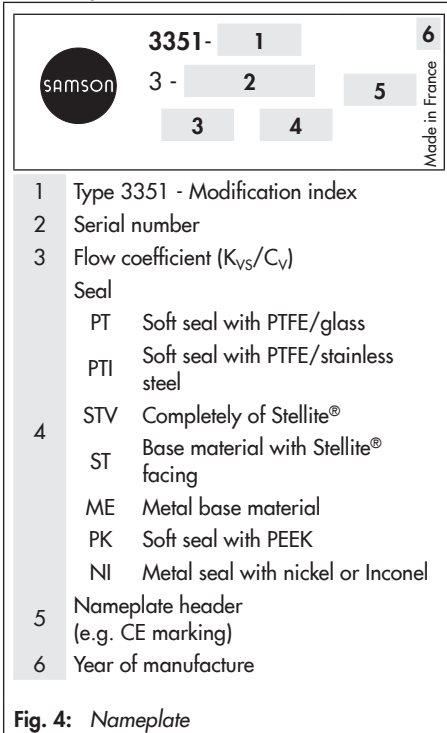 3351- 1
6
SAMSON
3 - 2
5
3 4
Made in France
1 Type 3351 - Modification index
2 Serial number
3 Flow coefficient (KVS/CV)
4 Seal
PT Soft seal with PTFE/glass
PTI Soft seal with PTFE/stainless
steel
STV Completely of Stellite®
ST Base material with Stellite®
facing
ME Metal base material
PK Soft seal with PEEK
NI Metal seal with nickel or Inconel
5 Nameplate header
(e.g. CE marking)
6 Year of manufacture
Fig. 4: Nameplate